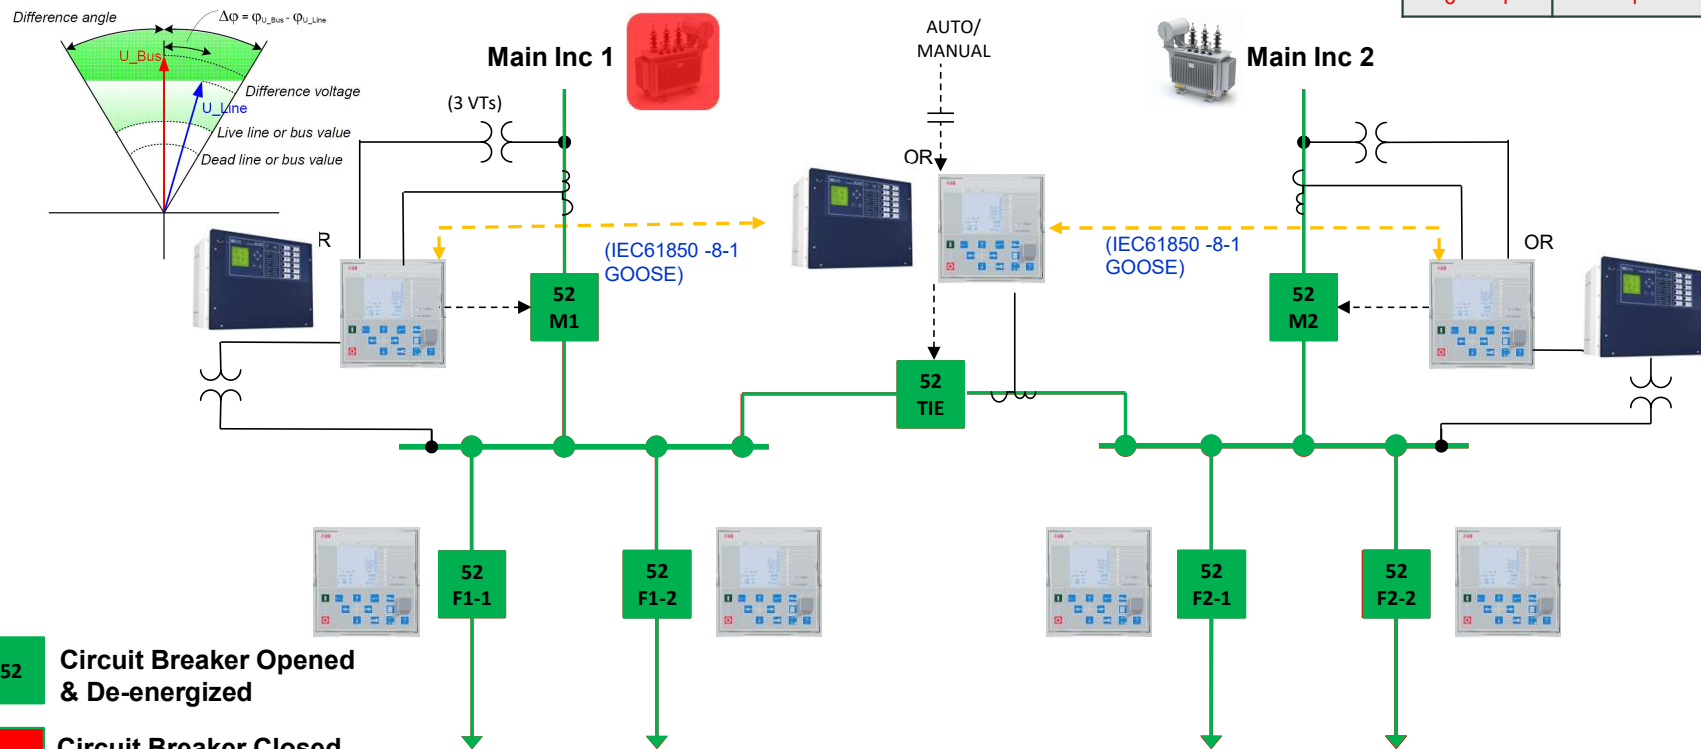 Difference angle
Δφ = φU_Bus - φU_Line
U_Bus
U_Line
Difference voltage
Live line or bus value
Dead line or bus value
Main Inc 1
(3 VTs)
AUTO/
MANUAL
OR
Main Inc 2
R
(IEC61850 -8-1
GOOSE)
(IEC61850 -8-1
GOOSE)
OR
52
M1
52
M2
52
TIE
52
F1-1
52
F1-2
52
F2-1
52
F2-2
52
Circuit Breaker Opened
& De-energized
Circuit Breaker Closed